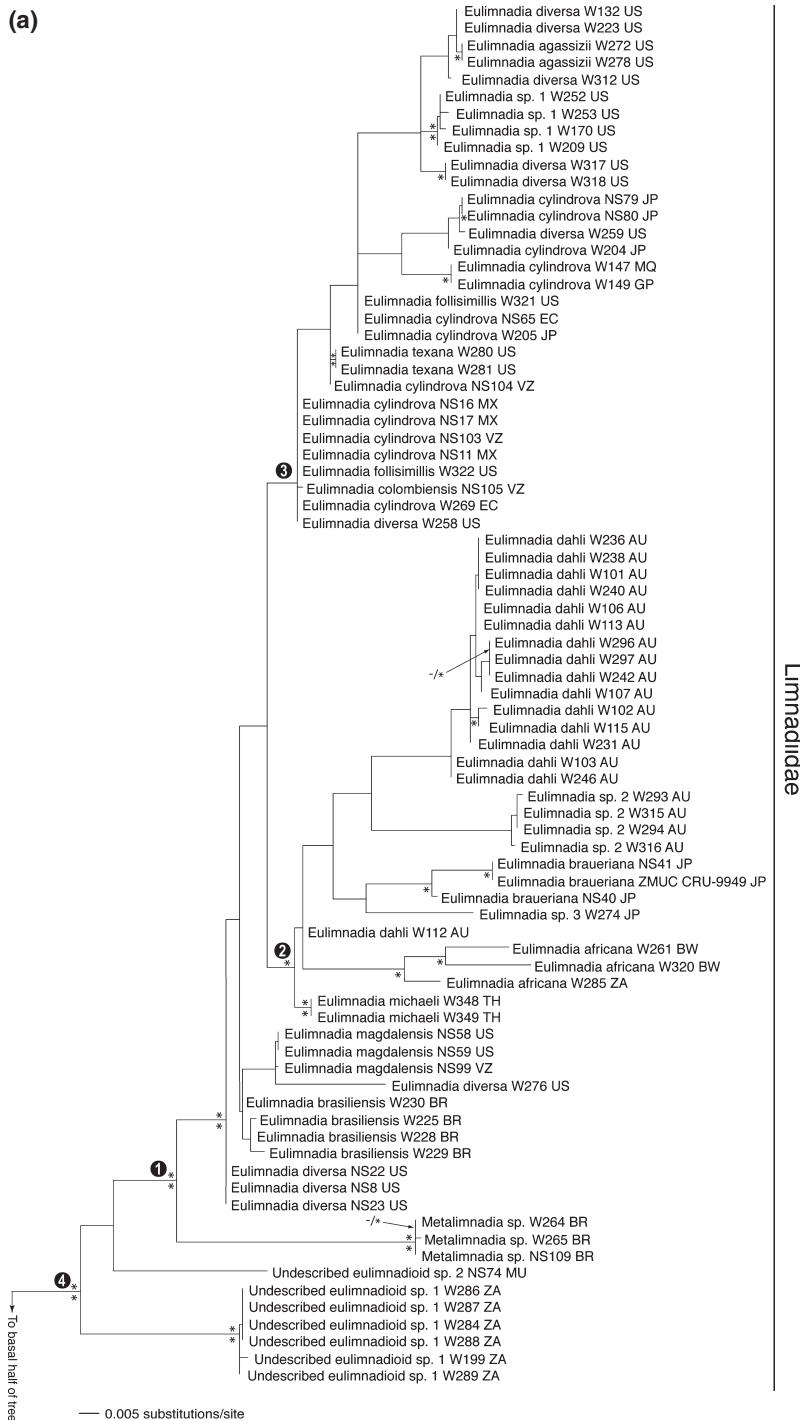 (a)
Eulimnadia diversa W132 US
Eulimnadia diversa W223 US
Eulimnadia agassizii W272 US
Eulimnadia agassizii W278 US
*
Eulimnadia diversa W312 US
Eulimnadia sp. 1 W252 US
Eulimnadia sp. 1 W253 US
*
Eulimnadia sp. 1 W170 US
*
Eulimnadia sp. 1 W209 US
Eulimnadia diversa W317 US
*
Eulimnadia diversa W318 US
Eulimnadia cylindrova NS79 JP
*
Eulimnadia cylindrova NS80 JP
Eulimnadia diversa W259 US
Eulimnadia cylindrova W204 JP
Eulimnadia cylindrova W147 MQ
*
Eulimnadia cylindrova W149 GP
Eulimnadia follisimillis W321 US
Eulimnadia cylindrova NS65 EC
Eulimnadia cylindrova W205 JP
*
Eulimnadia texana W280 US
*
Eulimnadia texana W281 US
Eulimnadia cylindrova NS104 VZ
Eulimnadia cylindrova NS16 MX
Eulimnadia cylindrova NS17 MX
Eulimnadia cylindrova NS103 VZ
Eulimnadia cylindrova NS11 MX
3
Eulimnadia follisimillis W322 US
Eulimnadia colombiensis NS105 VZ
Eulimnadia cylindrova W269 EC
Eulimnadia diversa W258 US
Eulimnadia dahli W236 AU
Eulimnadia dahli W238 AU
Eulimnadia dahli W101 AU
Eulimnadia dahli W240 AU
Eulimnadia dahli W106 AU
Eulimnadia dahli W113 AU
Eulimnadia dahli W296 AU
Eulimnadia dahli W297 AU
-/*
Eulimnadia dahli W242 AU
Eulimnadia dahli W107 AU
Eulimnadia dahli W102 AU
*
Eulimnadia dahli W115 AU
Eulimnadia dahli W231 AU
Eulimnadia dahli W103 AU
Eulimnadia dahli W246 AU
Eulimnadia sp. 2 W293 AU
Eulimnadia sp. 2 W315 AU
Eulimnadia sp. 2 W294 AU
Eulimnadia sp. 2 W316 AU
Eulimnadia braueriana NS41 JP
*
Eulimnadia braueriana ZMUC CRU-9949 JP
*
Eulimnadia braueriana NS40 JP
Eulimnadia sp. 3 W274 JP
Eulimnadia dahli W112 AU
2
*
Eulimnadia africana W261 BW
*
Eulimnadia africana W320 BW
*
Eulimnadia africana W285 ZA
*
Eulimnadia michaeli W348 TH
*
Eulimnadia michaeli W349 TH
Eulimnadia magdalensis NS58 US
Eulimnadia magdalensis NS59 US
Eulimnadia magdalensis NS99 VZ
Eulimnadia diversa W276 US
Eulimnadia brasiliensis W230 BR
*
Eulimnadia brasiliensis W225 BR
*
Eulimnadia brasiliensis W228 BR
Eulimnadia brasiliensis W229 BR
1
*
Eulimnadia diversa NS22 US
*
Eulimnadia diversa NS8 US
Eulimnadia diversa NS23 US
-/*
Metalimnadia sp. W264 BR
*
Metalimnadia sp. W265 BR
*
Metalimnadia sp. NS109 BR
Undescribed eulimnadioid sp. 2 NS74 MU
4
*
*
Undescribed eulimnadioid sp. 1 W286 ZA
Undescribed eulimnadioid sp. 1 W287 ZA
Undescribed eulimnadioid sp. 1 W284 ZA
*
*
Undescribed eulimnadioid sp. 1 W288 ZA
Undescribed eulimnadioid sp. 1 W199 ZA
Undescribed eulimnadioid sp. 1 W289 ZA
To basal half of tree
0.005 substitutions/site
Limnadiidae